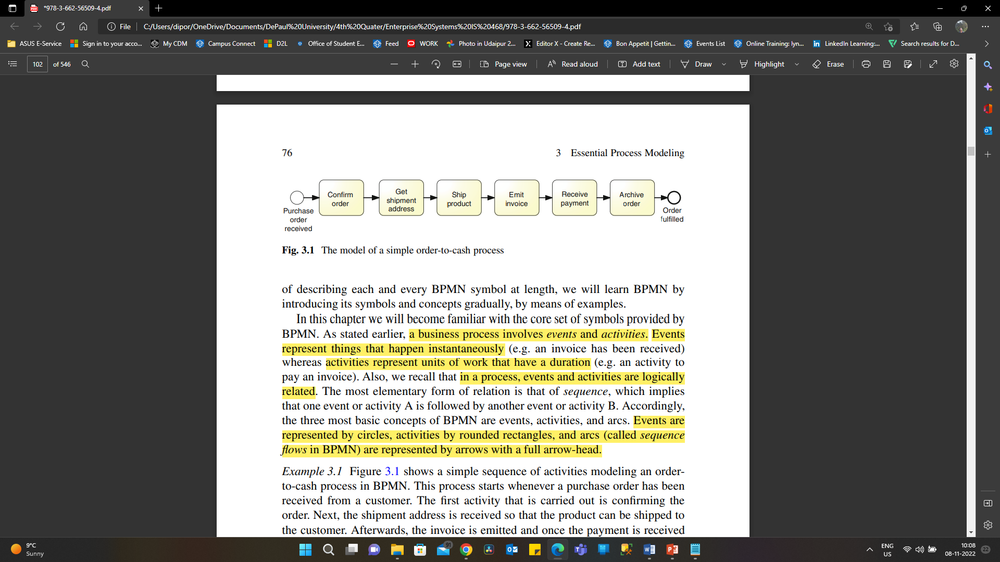 *978-3-662-56509-4.pdf
File
C:/Users/dipor/OneDrive/Documents/DePaul%20University/4th%20Quater/Enterprise%20Systems%20IS%20468/978-3-662-56509-4.pdf
ASUS E-Service
Sign in to your acco...
My CDM
Campus Connect
D2L
Office of Student E...
Feed
WORK
Photo in Udaipur 2...
Editor X - Create Re...
Bon Appetit | Gettin...
Events List
Online Training: lyn...
LinkedIn Learning:...
Search results for D...
102 of 546
Page view
Read aloud
Add text
Draw
Highlight
Erase
76
3 Essential Process Modeling
Purchase
order
received
Confirm
order
Get
shipment
address
Ship
product
Emit
invoice
Receive
payment
Archive
order
Order
fulfilled
Fig. 3.1 The model of a simple order-to-cash process
of describing each and every BPMN symbol at length, we will learn BPMN by
introducing its symbols and concepts gradually, by means of examples.
In this chapter we will become familiar with the core set of symbols provided by
BPMN. As stated earlier, a business process involves events and activities. Events
represent things that happen instantaneously (e.g. an invoice has been received)
whereas activities represent units of work that have a duration (e.g. an activity to
pay an invoice). Also, we recall that in a process, events and activities are logically
related. The most elementary form of relation is that of sequence, which implies
that one event or activity A is followed by another event or activity B. Accordingly,
the three most basic concepts of BPMN are events, activities, and arcs. Events are
represented by circles, activities by rounded rectangles, and arcs (called sequence
flows in BPMN) are represented by arrows with a full arrow-head.
Example 3.1 Figure 3.1 shows a simple sequence of activities modeling an order-
to-cash process in BPMN. This process starts whenever a purchase order has been
received from a customer. The first activity that is carried out is confirming the
order. Next, the shipment address is received so that the product can be shipped to
the customer. Afterwards, the invoice is emitted and once the payment is received
9°C
Sunny
91
ENG
US
10:08
08-11-2022
22